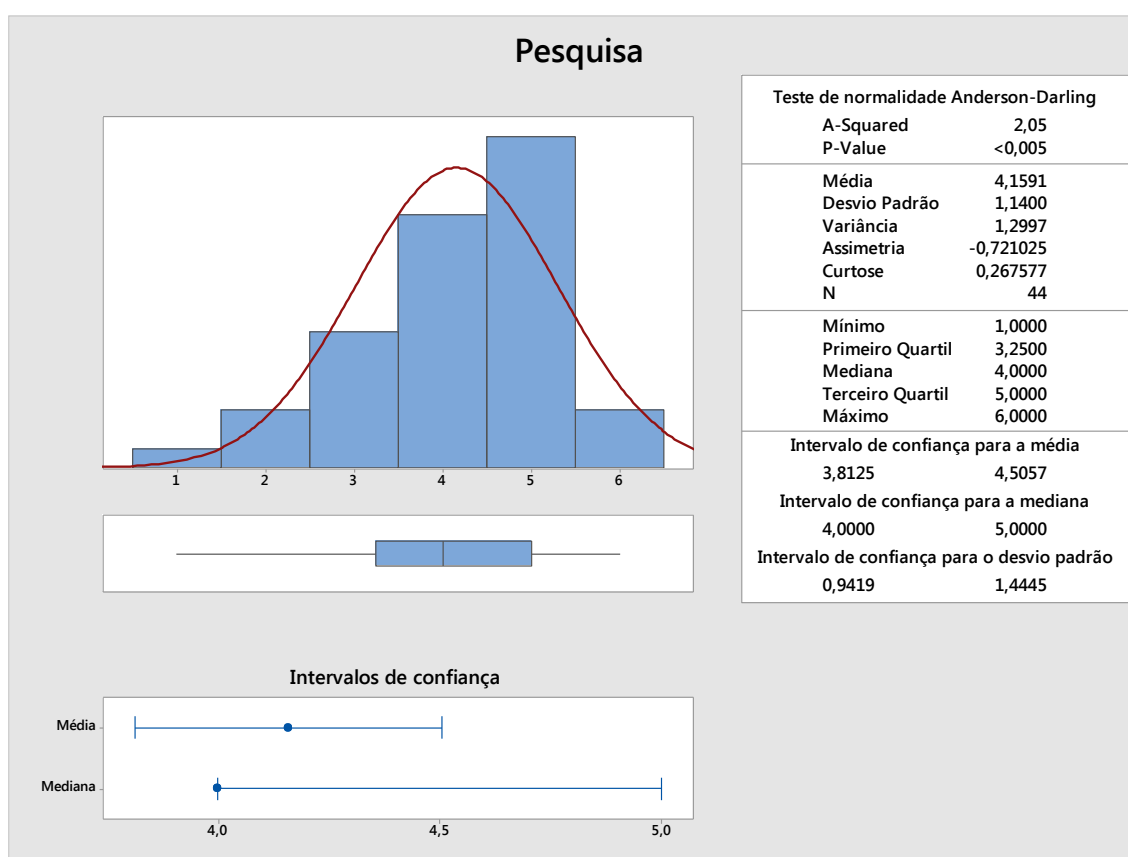 Pesquisa
1 2 3 4 5 6
Teste de normalidade Anderson-Darling
A-Squared 2,05
P-Value <0,005
Média 4,1591
Desvio Padrão 1,1400
Variância 1,2997
Assimetria -0,721025
Curtose 0,267577
N 44
Mínimo 1,0000
Primeiro Quartil 3,2500
Mediana 4,0000
Terceiro Quartil 5,0000
Máximo 6,0000
Intervalo de confiança para a média
3,8125 4,5057
Intervalo de confiança para a mediana
4,0000 5,0000
Intervalo de confiança para o desvio padrão
0,9419 1,4445
Intervalos de confiança
Média
Mediana
4,0 4,5 5,0